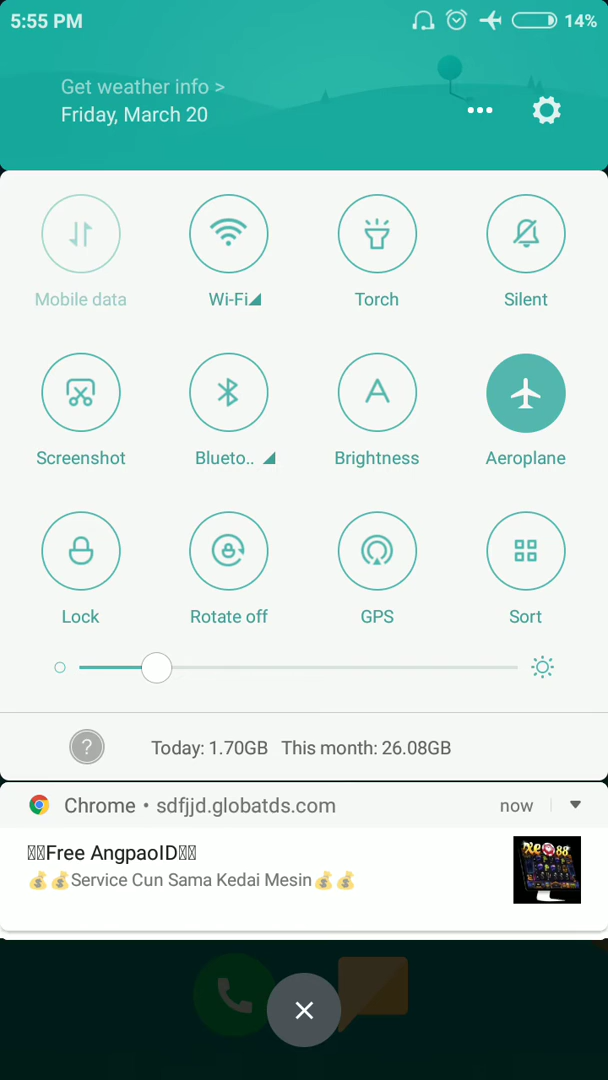 5:55 PM 14%
Get weather info >
Friday, March 20
Mobile data Wi-Fi Torch Silent
Screenshot Blueto.. Brightness Aeroplane
Lock Rotate off GPS Sort
? Today: 1.70GB This month: 26.08GB
Chrome • sdfjjd.globatds.com now
Free AngpaoID
💰💰Service Cun Sama Kedai Mesin💰💰
XE88